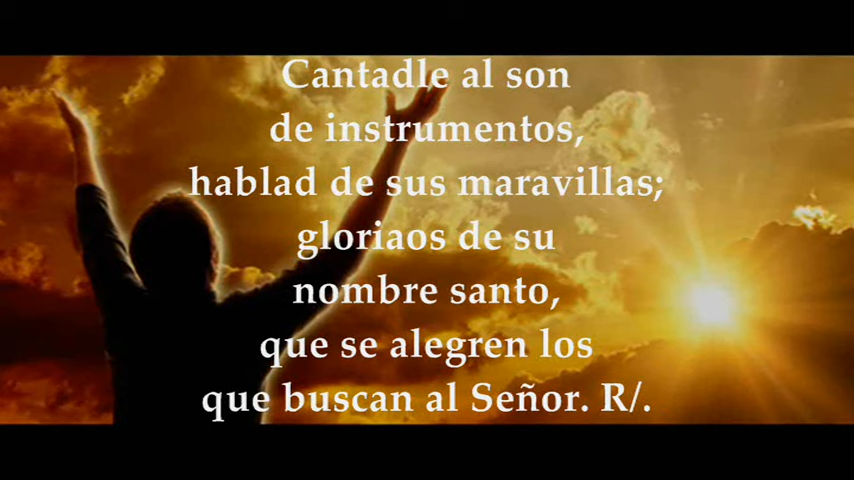 Cantadle al son
de instrumentos,
hablad de sus maravillas;
gloriaos de su
nombre santo,
que se alegren los
que buscan al Señor. R/.